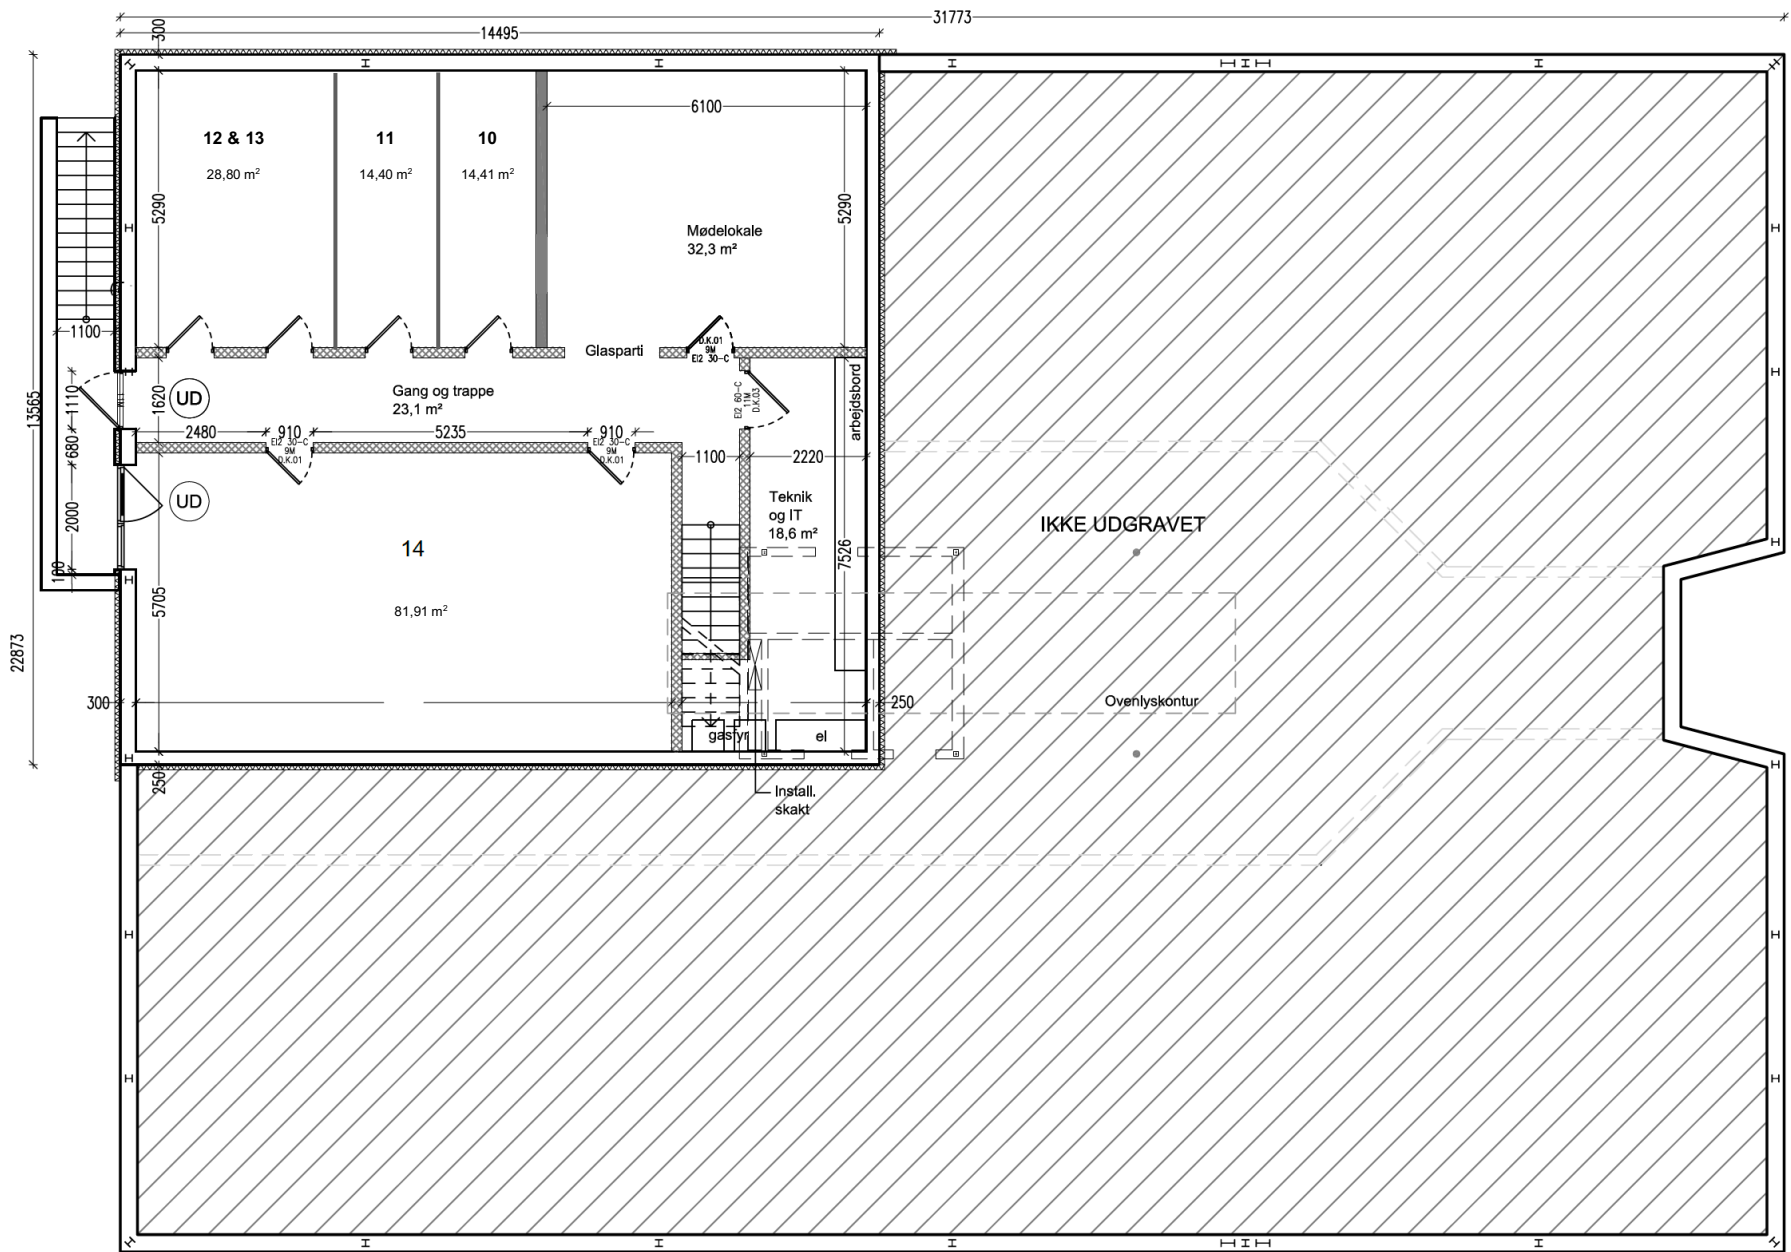 31773
300
14495
6100
12 & 13
11
10
28,80 m²
14,40 m²
14,41 m²
5290
5290
Mødelokale
32,3 m²
1100
D.K.01
9M
EI2 30-C
Glasparti
13565
1110
1620
UD
Gang og trappe
23,1 m²
EI2 60-C
11M
D.K.03
arbejdsbord
680
2480
910
5235
910
EI2 30-C
9M
D.K.01
EI2 30-C
9M
D.K.01
1100
2220
UD
2000
Teknik
og IT
18,6 m²
IKKE UDGRAVET
14
7526
100
5705
81,91 m²
22873
300
250
Ovenlyskontur
gasfyr
el
250
Install.
skakt